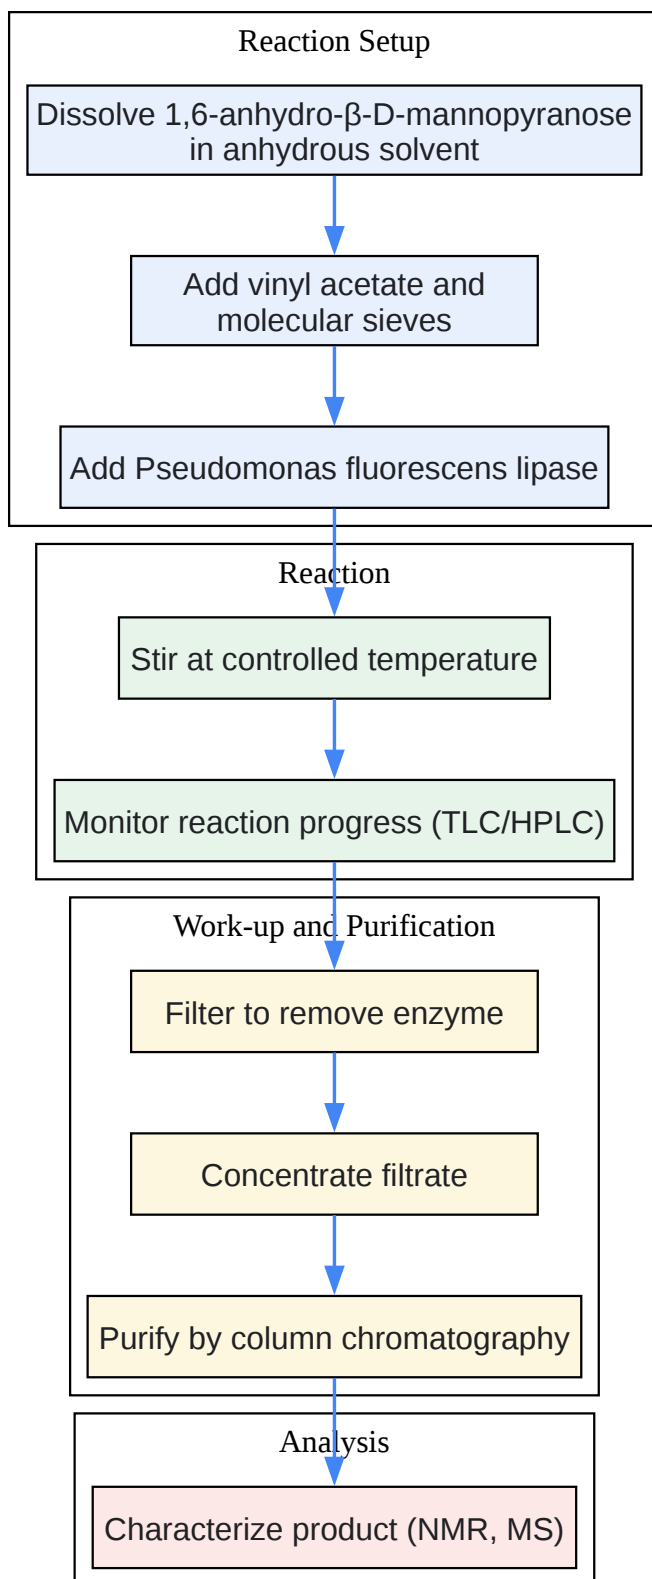 Reaction Setup
Dissolve 1,6-anhydro-β-D-mannopyranose
in anhydrous solvent
Add vinyl acetate and
molecular sieves
Add Pseudomonas fluorescens lipase
Reaction
Stir at controlled temperature
Monitor reaction progress (TLC/HPLC)
Work-up and Purification
Filter to remove enzyme
Concentrate filtrate
Purify by column chromatography
Analysis
Characterize product (NMR, MS)